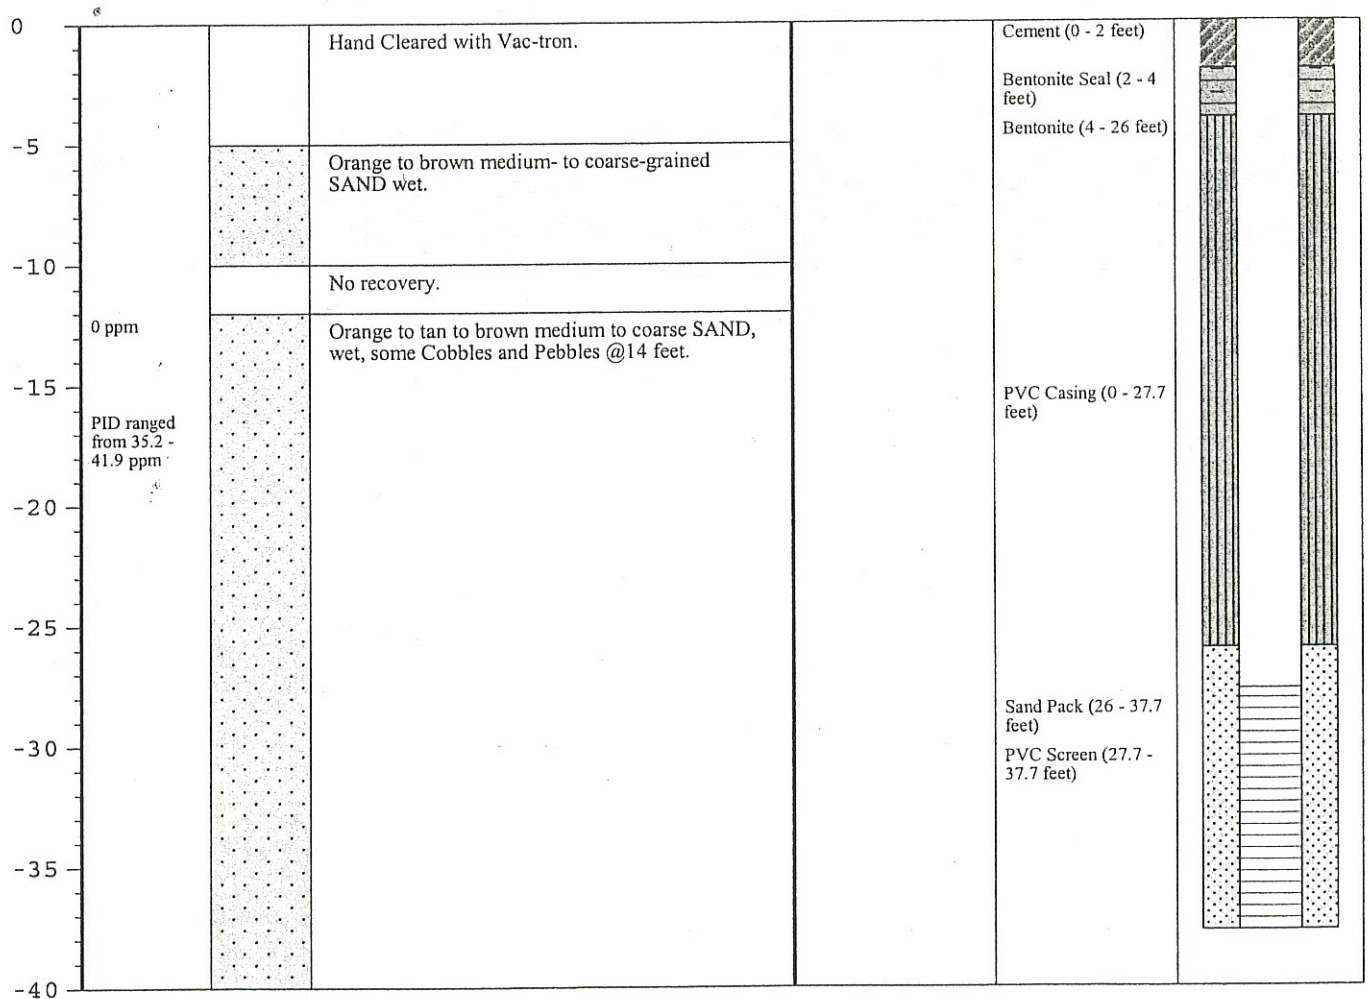 0
Hand Cleared with Vac-tron.
Cement (0 - 2 feet)
Bentonite Seal (2 - 4
feet)
Bentonite (4 - 26 feet)
-5
Orange to brown medium- to coarse-grained
SAND wet.
-10
No recovery.
0 ppm
Orange to tan to brown medium to coarse SAND,
wet, some Cobbles and Pebbles @14 feet.
-15
PVC Casing (0 - 27.7
feet)
PID ranged
from 35.2 -
41.9 ppm
-20
-25
Sand Pack (26 - 37.7
feet)
-30
PVC Screen (27.7 -
37.7 feet)
-35
-40